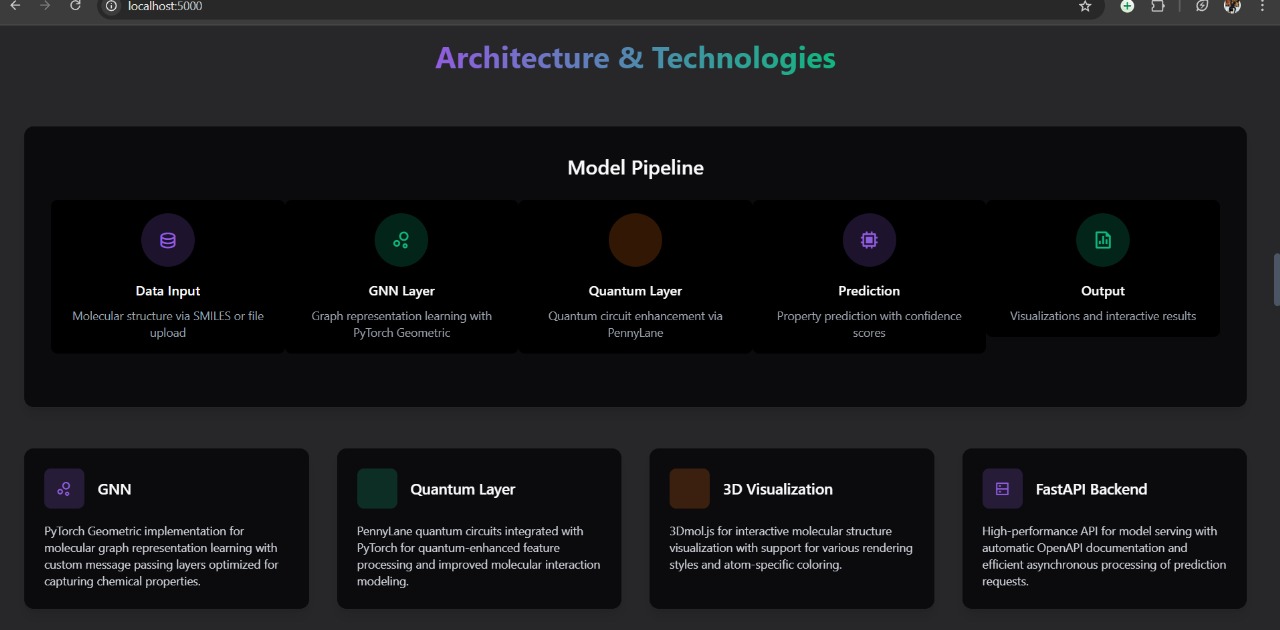 localhost:5000
Architecture & Technologies
Model Pipeline
Data Input
Molecular structure via SMILES or file
upload
GNN Layer
Graph representation learning with
PyTorch Geometric
Quantum Layer
Quantum circuit enhancement via
PennyLane
Prediction
Property prediction with confidence
scores
Output
Visualizations and interactive results
GNN
PyTorch Geometric implementation for
molecular graph representation learning with
custom message passing layers optimized for
capturing chemical properties.
Quantum Layer
PennyLane quantum circuits integrated with
PyTorch for quantum-enhanced feature
processing and improved molecular interaction
modeling.
3D Visualization
3Dmol.js for interactive molecular structure
visualization with support for various rendering
styles and atom-specific coloring.
FastAPI Backend
High-performance API for model serving with
automatic OpenAPI documentation and
efficient asynchronous processing of prediction
requests.